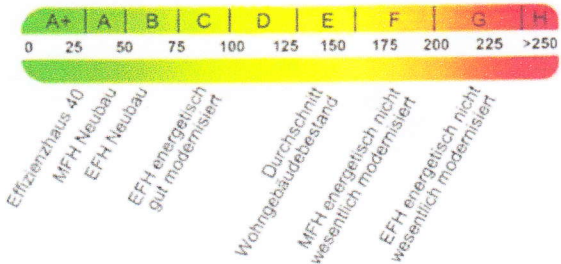 A+ A B C D E F G H
0 25 50 75 100 125 150 175 200 225 >250
Effizienzhaus 40
MFH Neubau
EFH Neubau
EFH energetisch
gut modernisiert
Durchschnitt
Wohngebäudebestand
MFH energetisch nicht
wesentlich modernisiert
EFH energetisch nicht
wesentlich modernisiert